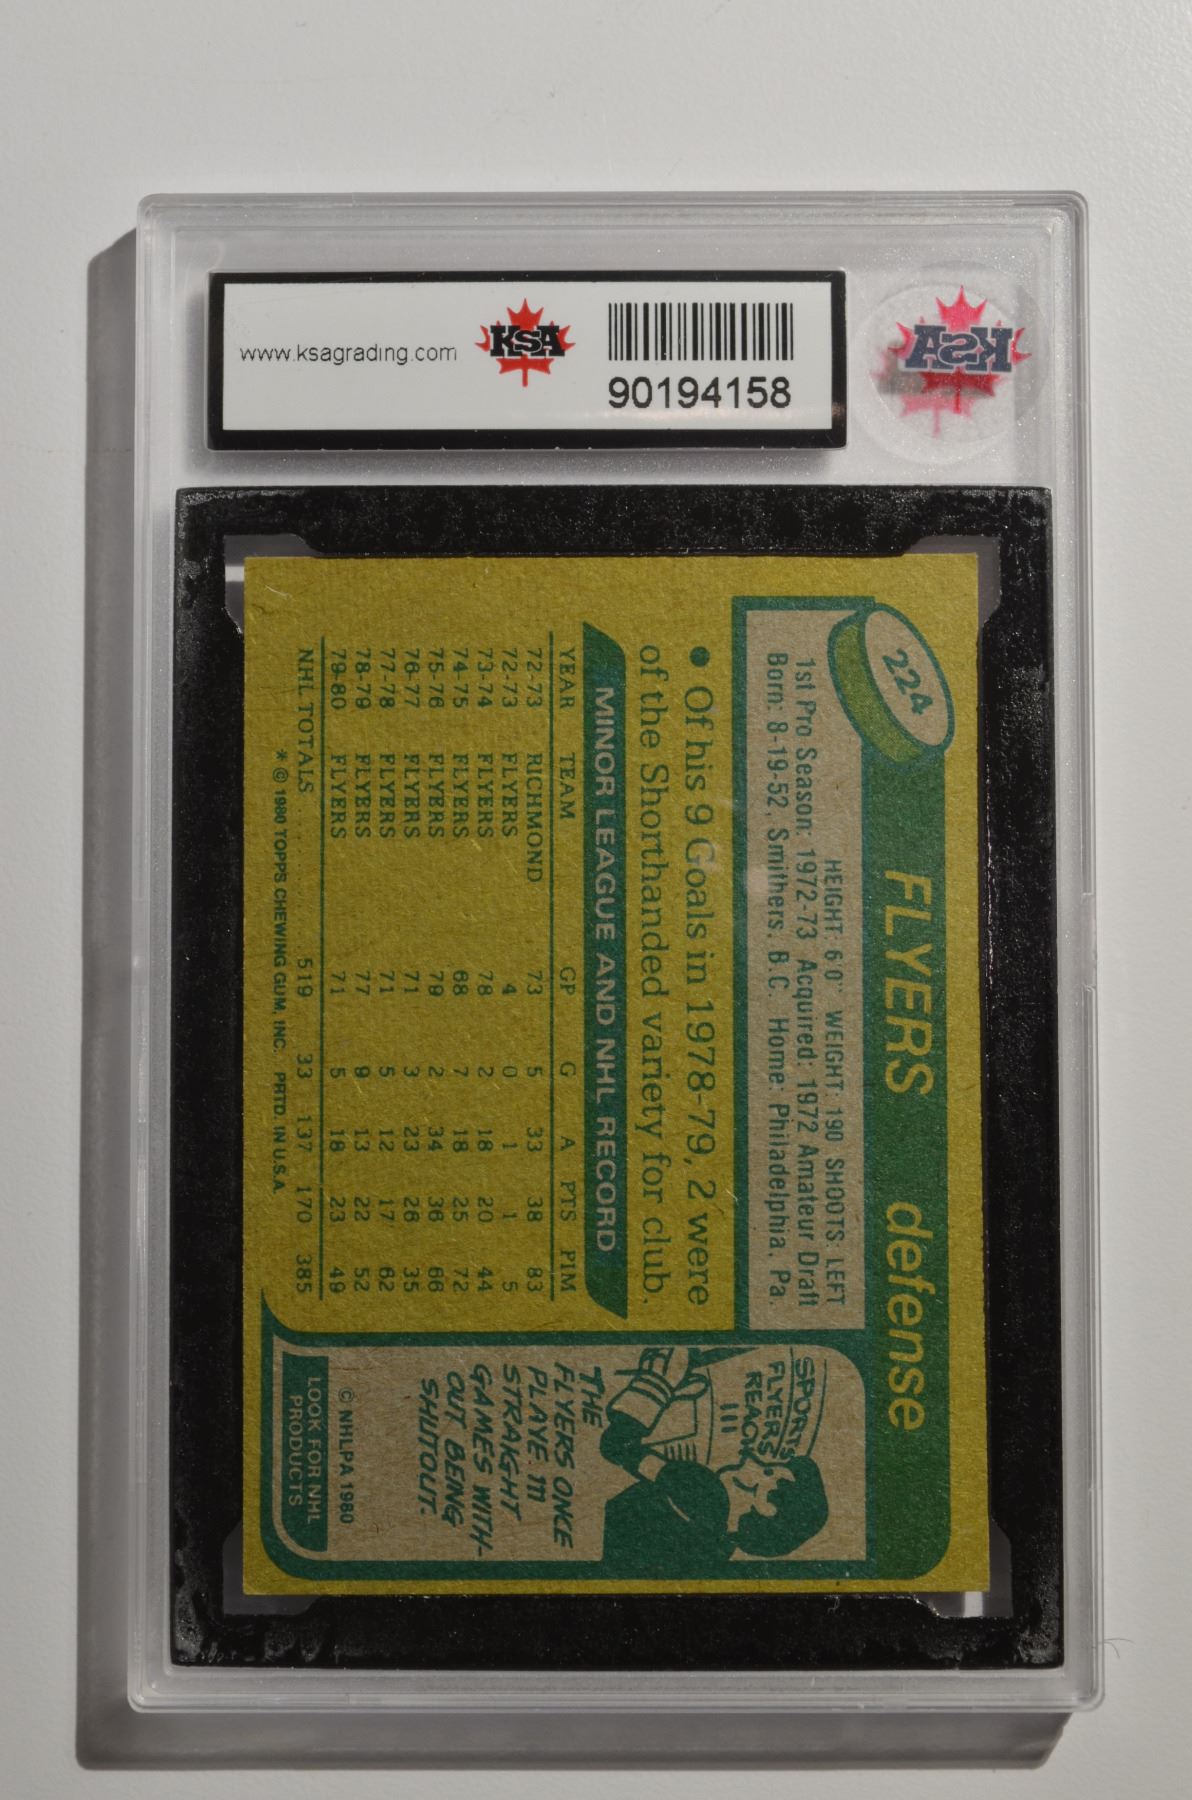 www.ksagrading.com
KSA
90194158
KSA
224
FLYERS defense
HEIGHT: 6'0" WEIGHT: 190 SHOOTS: LEFT
1st Pro Season: 1972-73 Acquired: 1972 Amateur Draft
Born: 8-19-52, Smithers, B.C. Home: Philadelphia, Pa.
• Of his 9 Goals in 1978-79, 2 were
of the Shorthanded variety for club.
MINOR LEAGUE AND NHL RECORD
YEAR TEAM GP G A PTS PIM
72-73 RICHMOND 73 5 33 38 83
72-73 FLYERS 4 0 1 1 5
73-74 FLYERS 78 2 18 20 44
74-75 FLYERS 68 7 18 25 72
75-76 FLYERS 79 2 34 36 66
76-77 FLYERS 71 3 23 26 35
77-78 FLYERS 71 5 12 17 62
78-79 FLYERS 77 9 13 22 52
79-80 FLYERS 71 5 18 23 49
NHL TOTALS 519 33 137 170 385
* © 1980 TOPPS CHEWING GUM, INC. PRTD. IN U.S.A.
SPORTS
FLYERS
REACH
111
THE
FLYERS ONCE
PLAYE 111
STRAIGHT
GAMES WITH-
OUT BEING
SHUTOUT.
© NHLPA 1980
LOOK FOR NHL
PRODUCTS